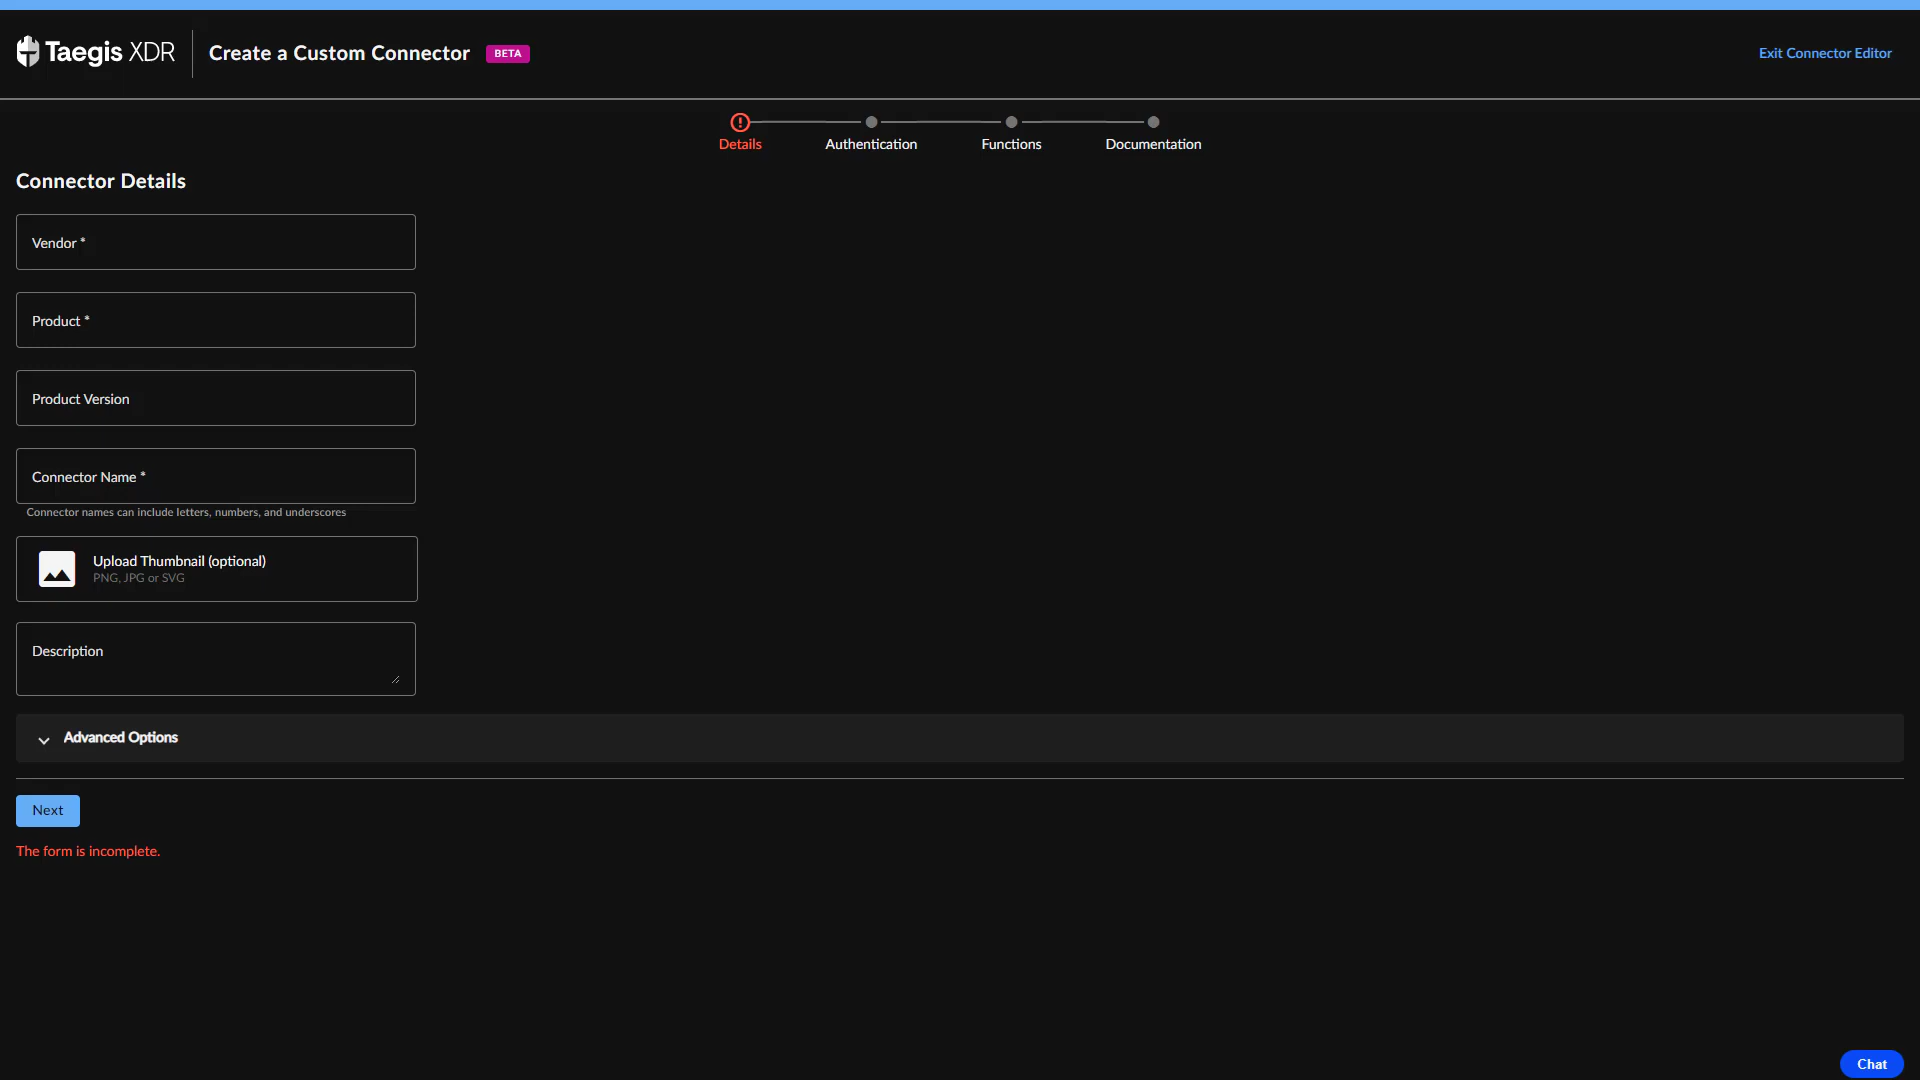 Taegis XDR
Create a Custom Connector
BETA
Exit Connector Editor
Details
Authentication
Functions
Documentation
Connector Details
Vendor *
Product *
Product Version
Connector Name *
Connector names can include letters, numbers, and underscores
Upload Thumbnail (optional)
PNG, JPG or SVG
Description
Advanced Options
Next
The form is incomplete.
Chat